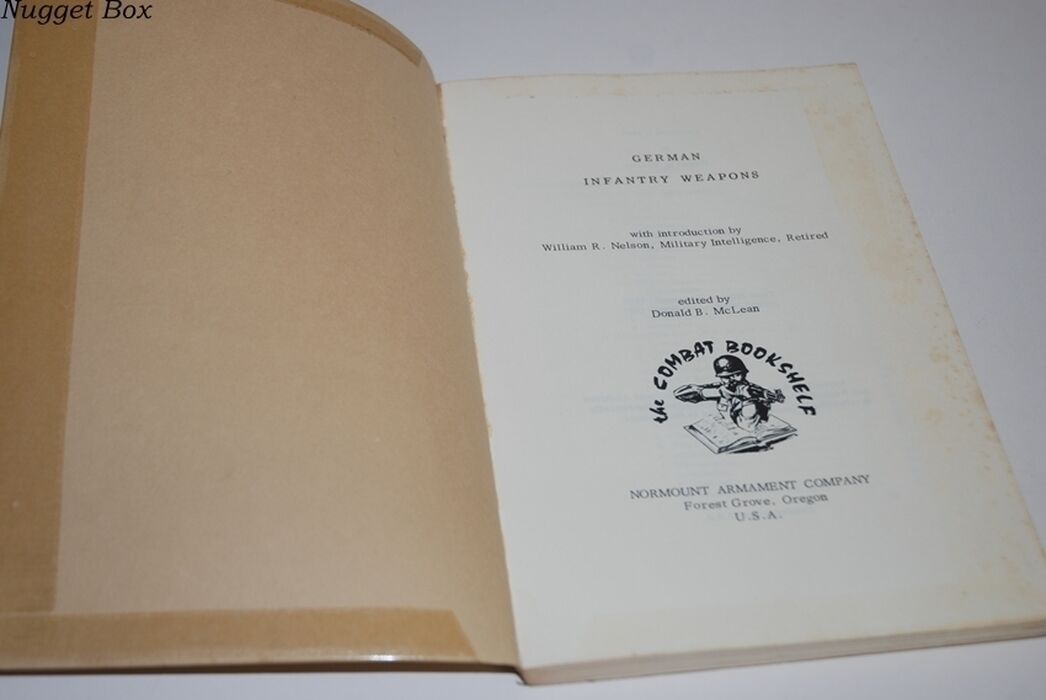 Nugget Box
GERMAN
INFANTRY WEAPONS
with introduction by
William R. Nelson, Military Intelligence, Retired
edited by
Donald B. McLean
the COMBAT BOOKSHELF
NORMOUNT ARMAMENT COMPANY
Forest Grove, Oregon
U.S.A.